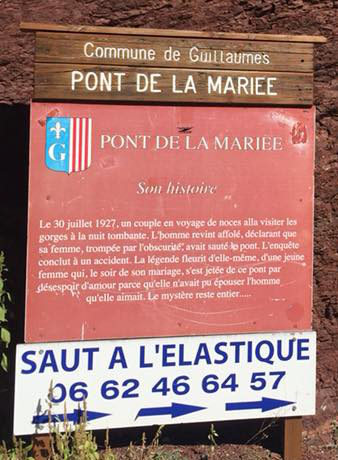 Commune de Guillaumes
PONT DE LA MARIEE
G
PONT DE LA MARIÉE
Son histoire
Le 30 juillet 1927, un couple en voyage de noces alla visiter les
gorges à la nuit tombante. L'homme revint affolé, déclarant que
sa femme, trompée par l'obscurité, avait sauté le pont. L'enquête
conclut à un accident. La légende fleurit d'elle-même, d'une jeune
femme qui, le soir de son mariage, s'est jetée de ce pont par
désespoir d'amour parce qu'elle n'avait pu épouser l'homme
qu'elle aimait. Le mystère reste entier.....
SAUT A L'ELASTIQUE
06 62 46 64 57